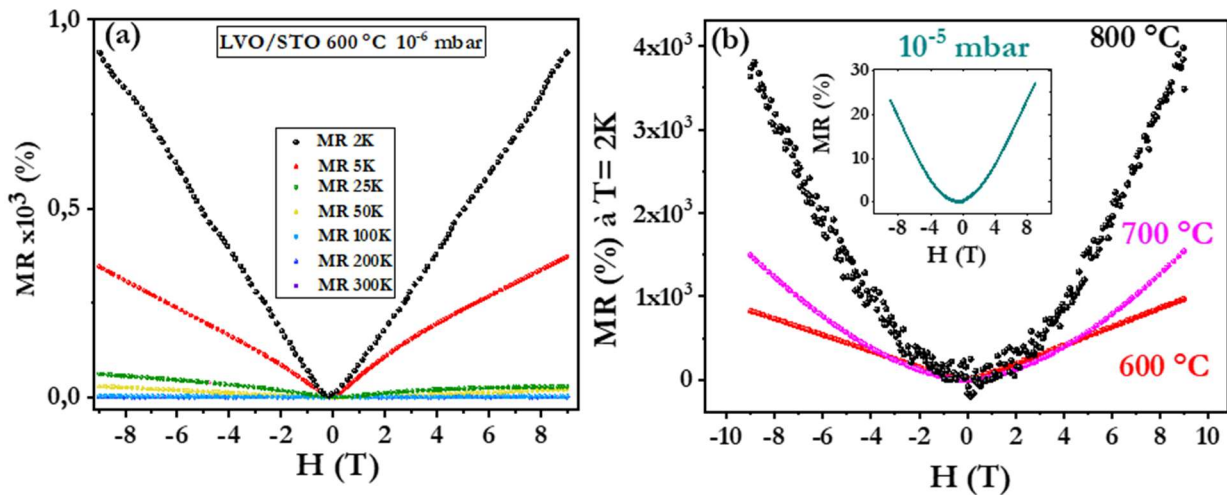 (a)
LVO/STO 600 °C 10⁻⁶ mbar
MR x10³ (%)
1,0
0,5
0,0
MR 2K
MR 5K
MR 25K
MR 50K
MR 100K
MR 200K
MR 300K
-8 -6 -4 -2 0 2 4 6 8
H (T)
(b)
800 °C
MR (%) à T= 2K
4x10³
3x10³
2x10³
1x10³
0
10⁻⁵ mbar
MR (%)
30
20
10
0
-8 -4 0 4 8
H (T)
700 °C
600 °C
-10 -8 -6 -4 -2 0 2 4 6 8 10
H (T)